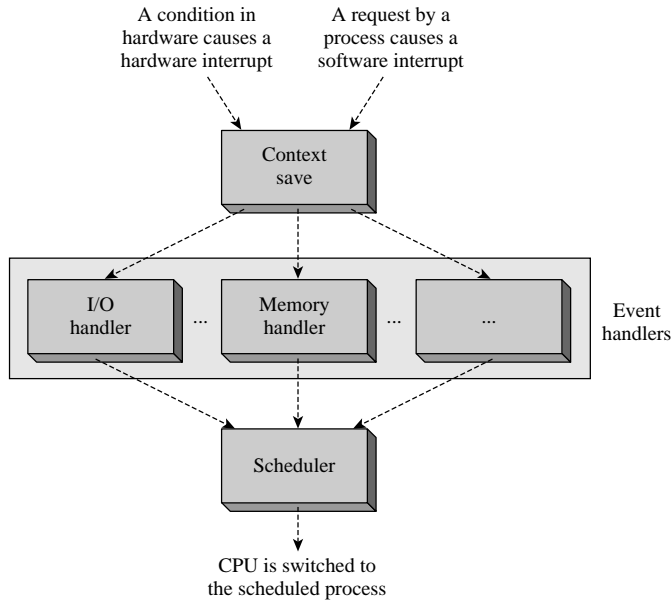 A condition in
hardware causes a
hardware interrupt
A request by a
process causes a
software interrupt
Context
save
I/O
handler
...
Memory
handler
...
...
Event
handlers
Scheduler
CPU is switched to
the scheduled process